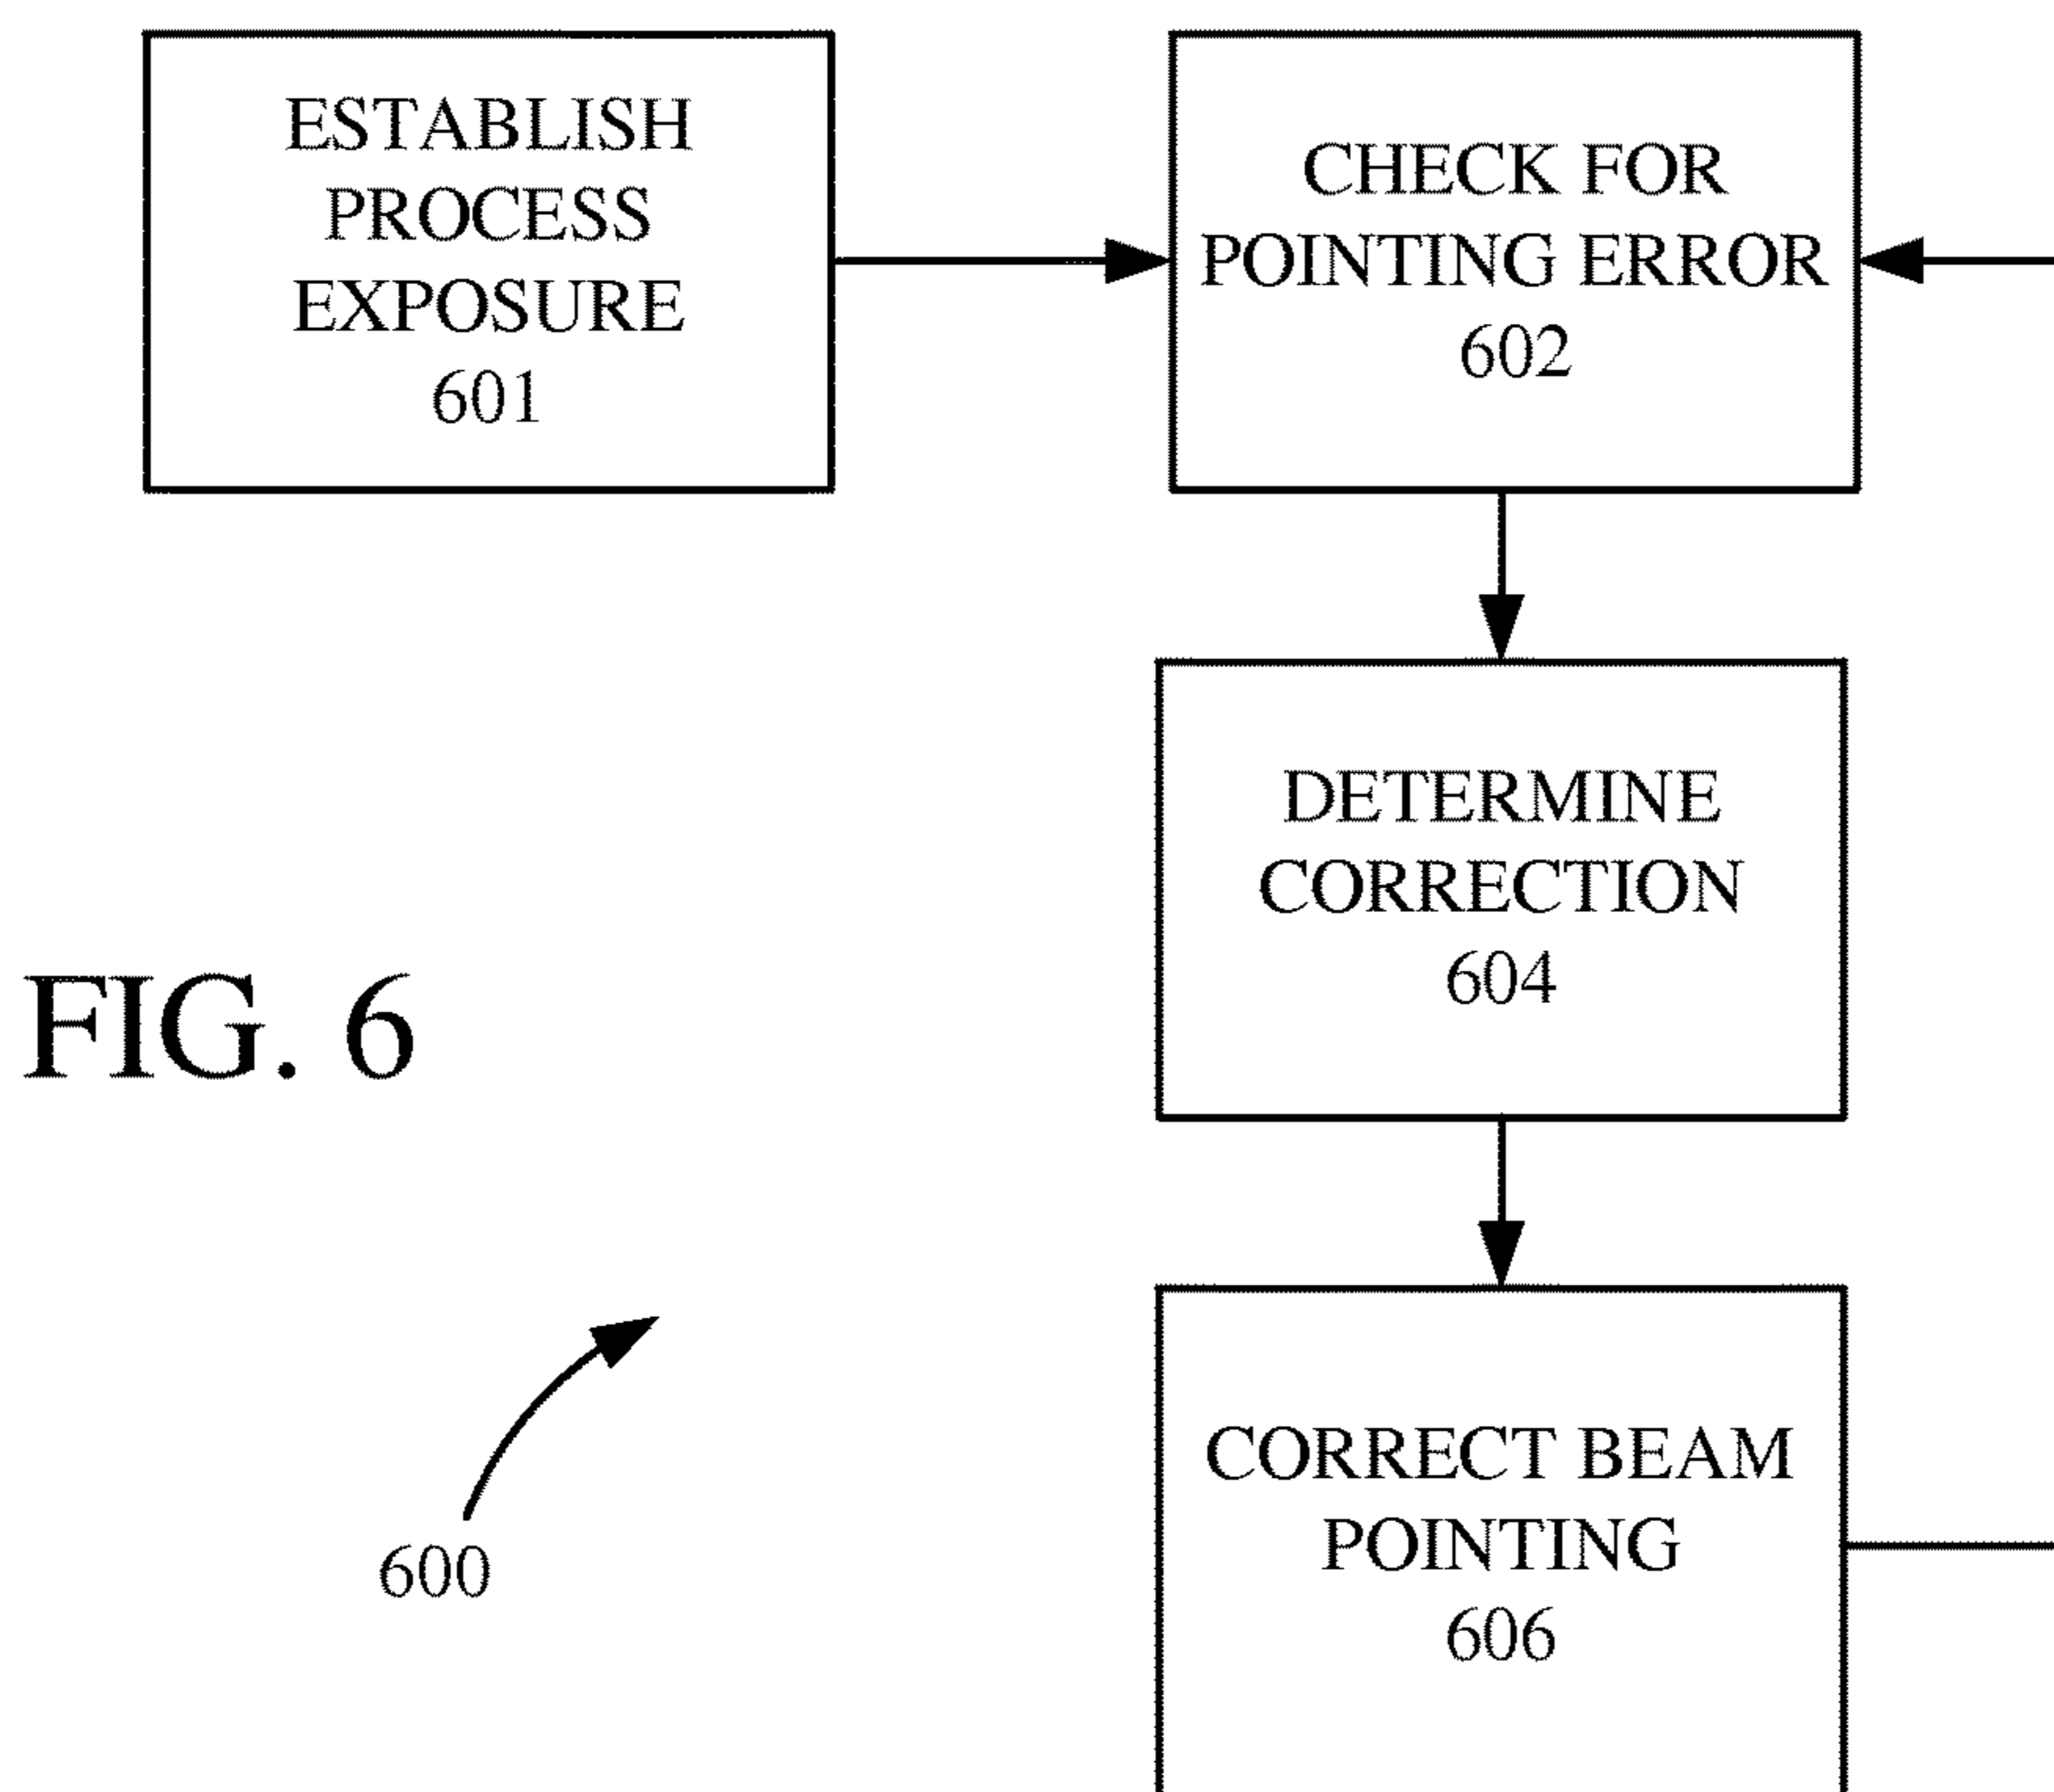 ESTABLISH
PROCESS
EXPOSURE
601
CHECK FOR
POINTING ERROR
602
DETERMINE
CORRECTION
604
FIG. 6
600
CORRECT BEAM
POINTING
606